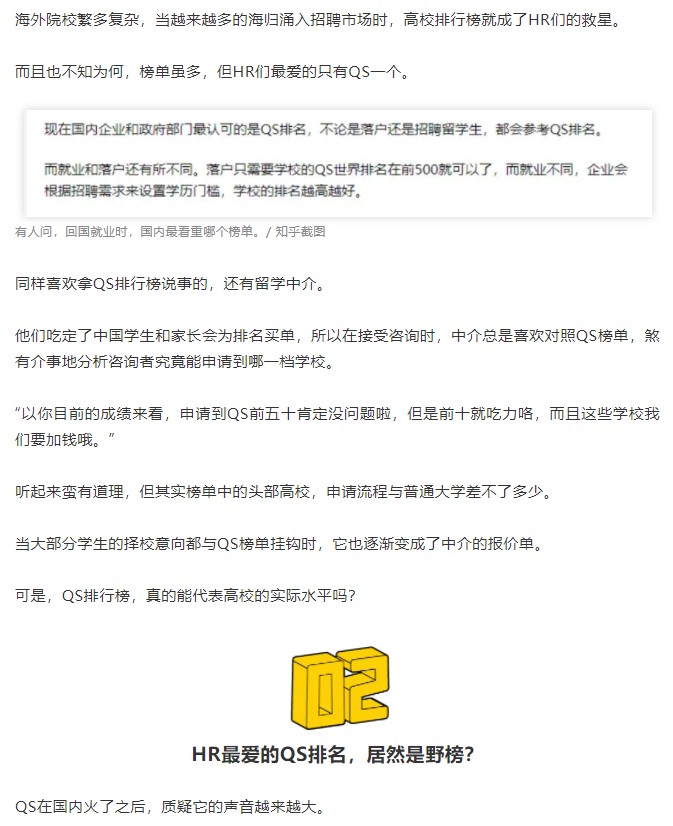 海外院校繁多复杂，当越来越多的海归涌入招聘市场时，高校排行榜就成了HR们的救星。
而且也不知为何，榜单虽多，但HR们最爱的只有QS一个。
现在国内企业和政府部门最认可的是QS排名，不论是落户还是招聘留学生，都会参考QS排名。
而就业和落户还有所不同。落户只需要学校的QS世界排名在前500就可以了，而就业不同，企业会
根据招聘需求来设置学历门槛，学校的排名越高越好。
有人问，回国就业时，国内最看重哪个榜单。/ 知乎截图
同样喜欢拿QS排行榜说事的，还有留学中介。
他们吃定了中国学生和家长会为排名买单，所以在接受咨询时，中介总是喜欢对照QS榜单，煞
有介事地分析咨询者究竟能申请到哪一档学校。
“以你目前的成绩来看，申请到QS前五十肯定没问题啦，但是前十就吃力咯，而且这些学校我
们要加钱哦。”
听起来蛮有道理，但其实榜单中的头部高校，申请流程与普通大学差不了多少。
当大部分学生的择校意向都与QS榜单挂钩时，它也逐渐变成了中介的报价单。
可是，QS排行榜，真的能代表高校的实际水平吗？
02
HR最爱的QS排名，居然是野榜？
QS在国内火了之后，质疑它的声音越来越大。